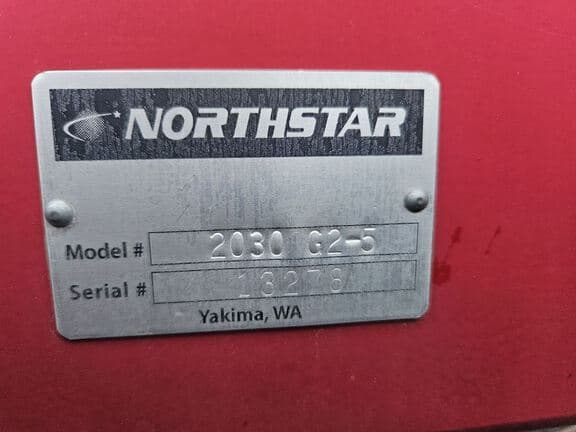 NORTHSTAR
Model # 2030 G2-5
Serial # 13278
Yakima, WA